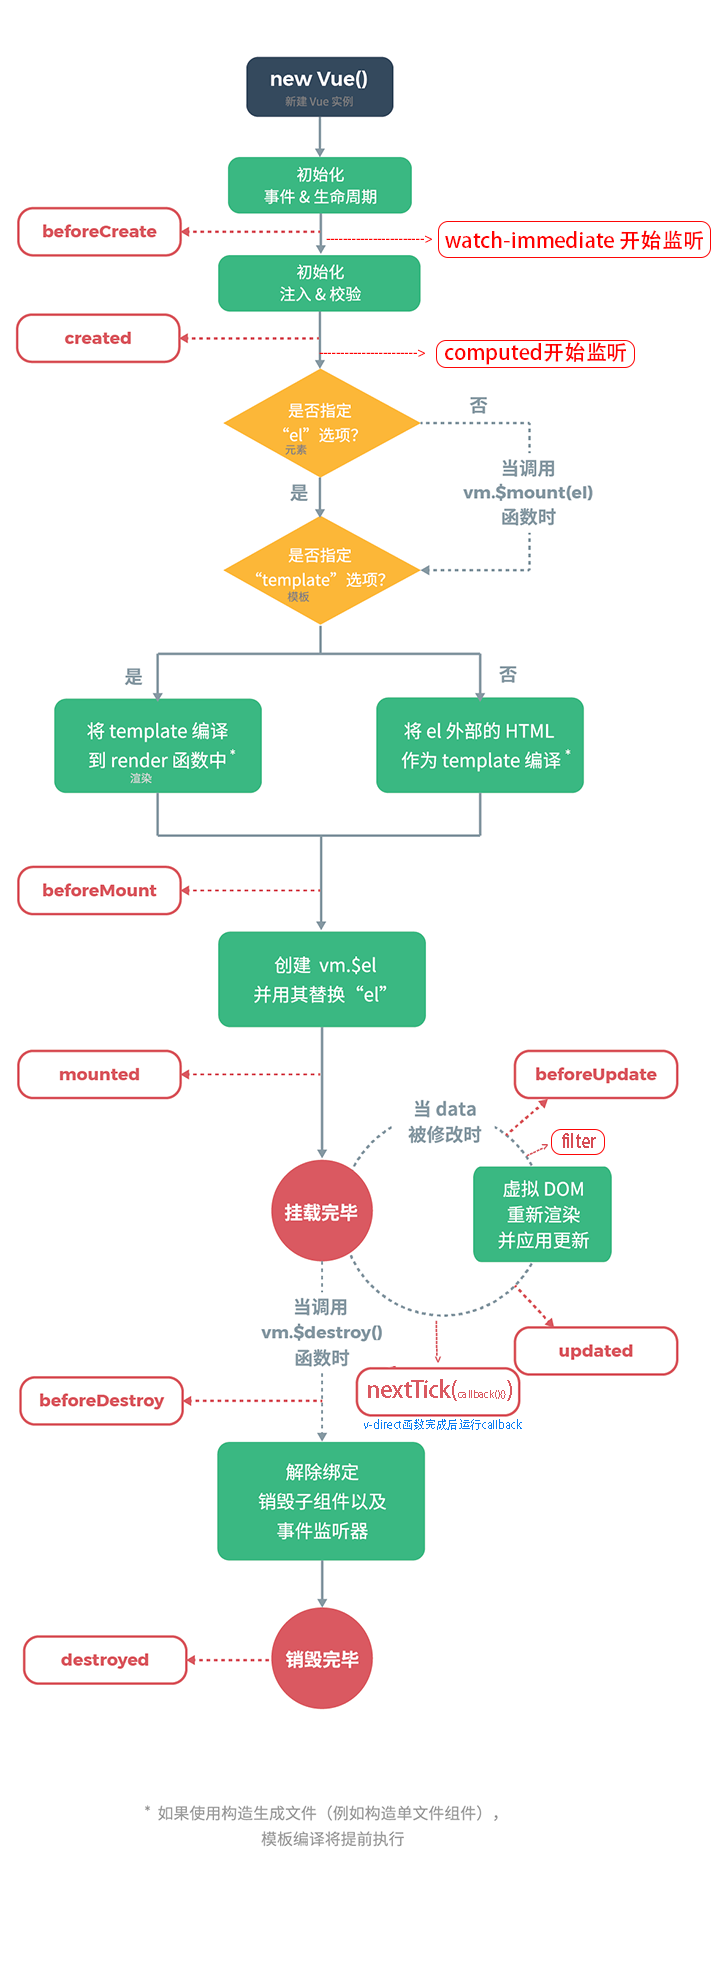 new Vue()
新建 Vue 实例
初始化
事件 & 生命周期
beforeCreate
watch-immediate 开始监听
初始化
注入 & 校验
created
computed开始监听
是否指定
“el”选项?
元素
否
当调用
vm.$mount(el)
函数时
是
是否指定
“template”选项?
模板
是
否
将 template 编译
到 render 函数中*
渲染
将 el 外部的 HTML
作为 template 编译*
beforeMount
创建 vm.$el
并用其替换“el”
mounted
beforeUpdate
当 data
被修改时
filter
虚拟 DOM
重新渲染
并应用更新
挂载完毕
当调用
vm.$destroy()
函数时
updated
nextTick(callback(){})
v-direct函数完成后运行callback
beforeDestroy
解除绑定
销毁子组件以及
事件监听器
销毁完毕
destroyed
* 如果使用构造生成文件（例如构造单文件组件），
模板编译将提前执行